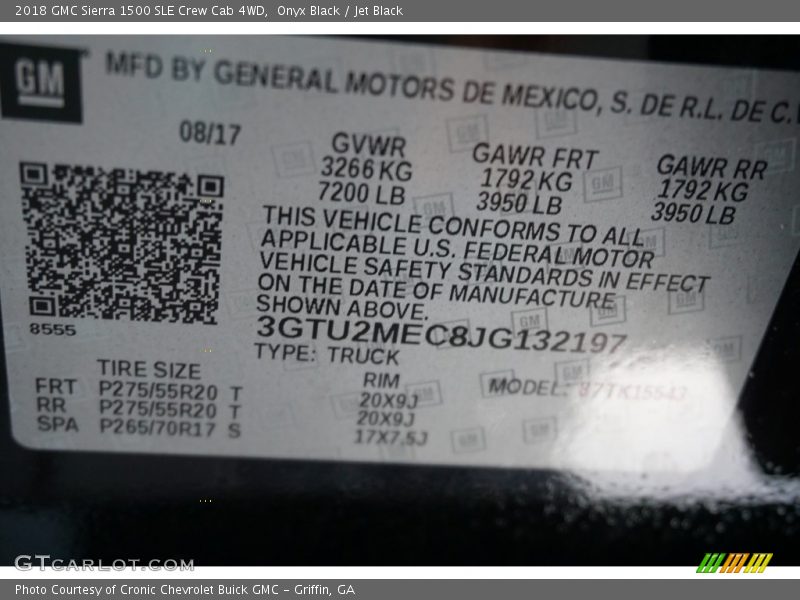 2018 GMC Sierra 1500 SLE Crew Cab 4WD, Onyx Black / Jet Black
GM
MFD BY GENERAL MOTORS DE MEXICO, S. DE R.L. DE C.V
08/17
GVWR
3266 KG
7200 LB
GAWR FRT
1792 KG
3950 LB
GAWR RR
1792 KG
3950 LB
THIS VEHICLE CONFORMS TO ALL
APPLICABLE U.S. FEDERAL MOTOR
VEHICLE SAFETY STANDARDS IN EFFECT
ON THE DATE OF MANUFACTURE
SHOWN ABOVE.
8555
3GTU2MEC8JG132197
TYPE: TRUCK
MODEL:
TIRE SIZE
RIM
FRT P275/55R20 T 20X9J
RR P275/55R20 T 20X9J
SPA P265/70R17 S 17X7.5J
GTCARLOT.COM
Photo Courtesy of Cronic Chevrolet Buick GMC – Griffin, GA